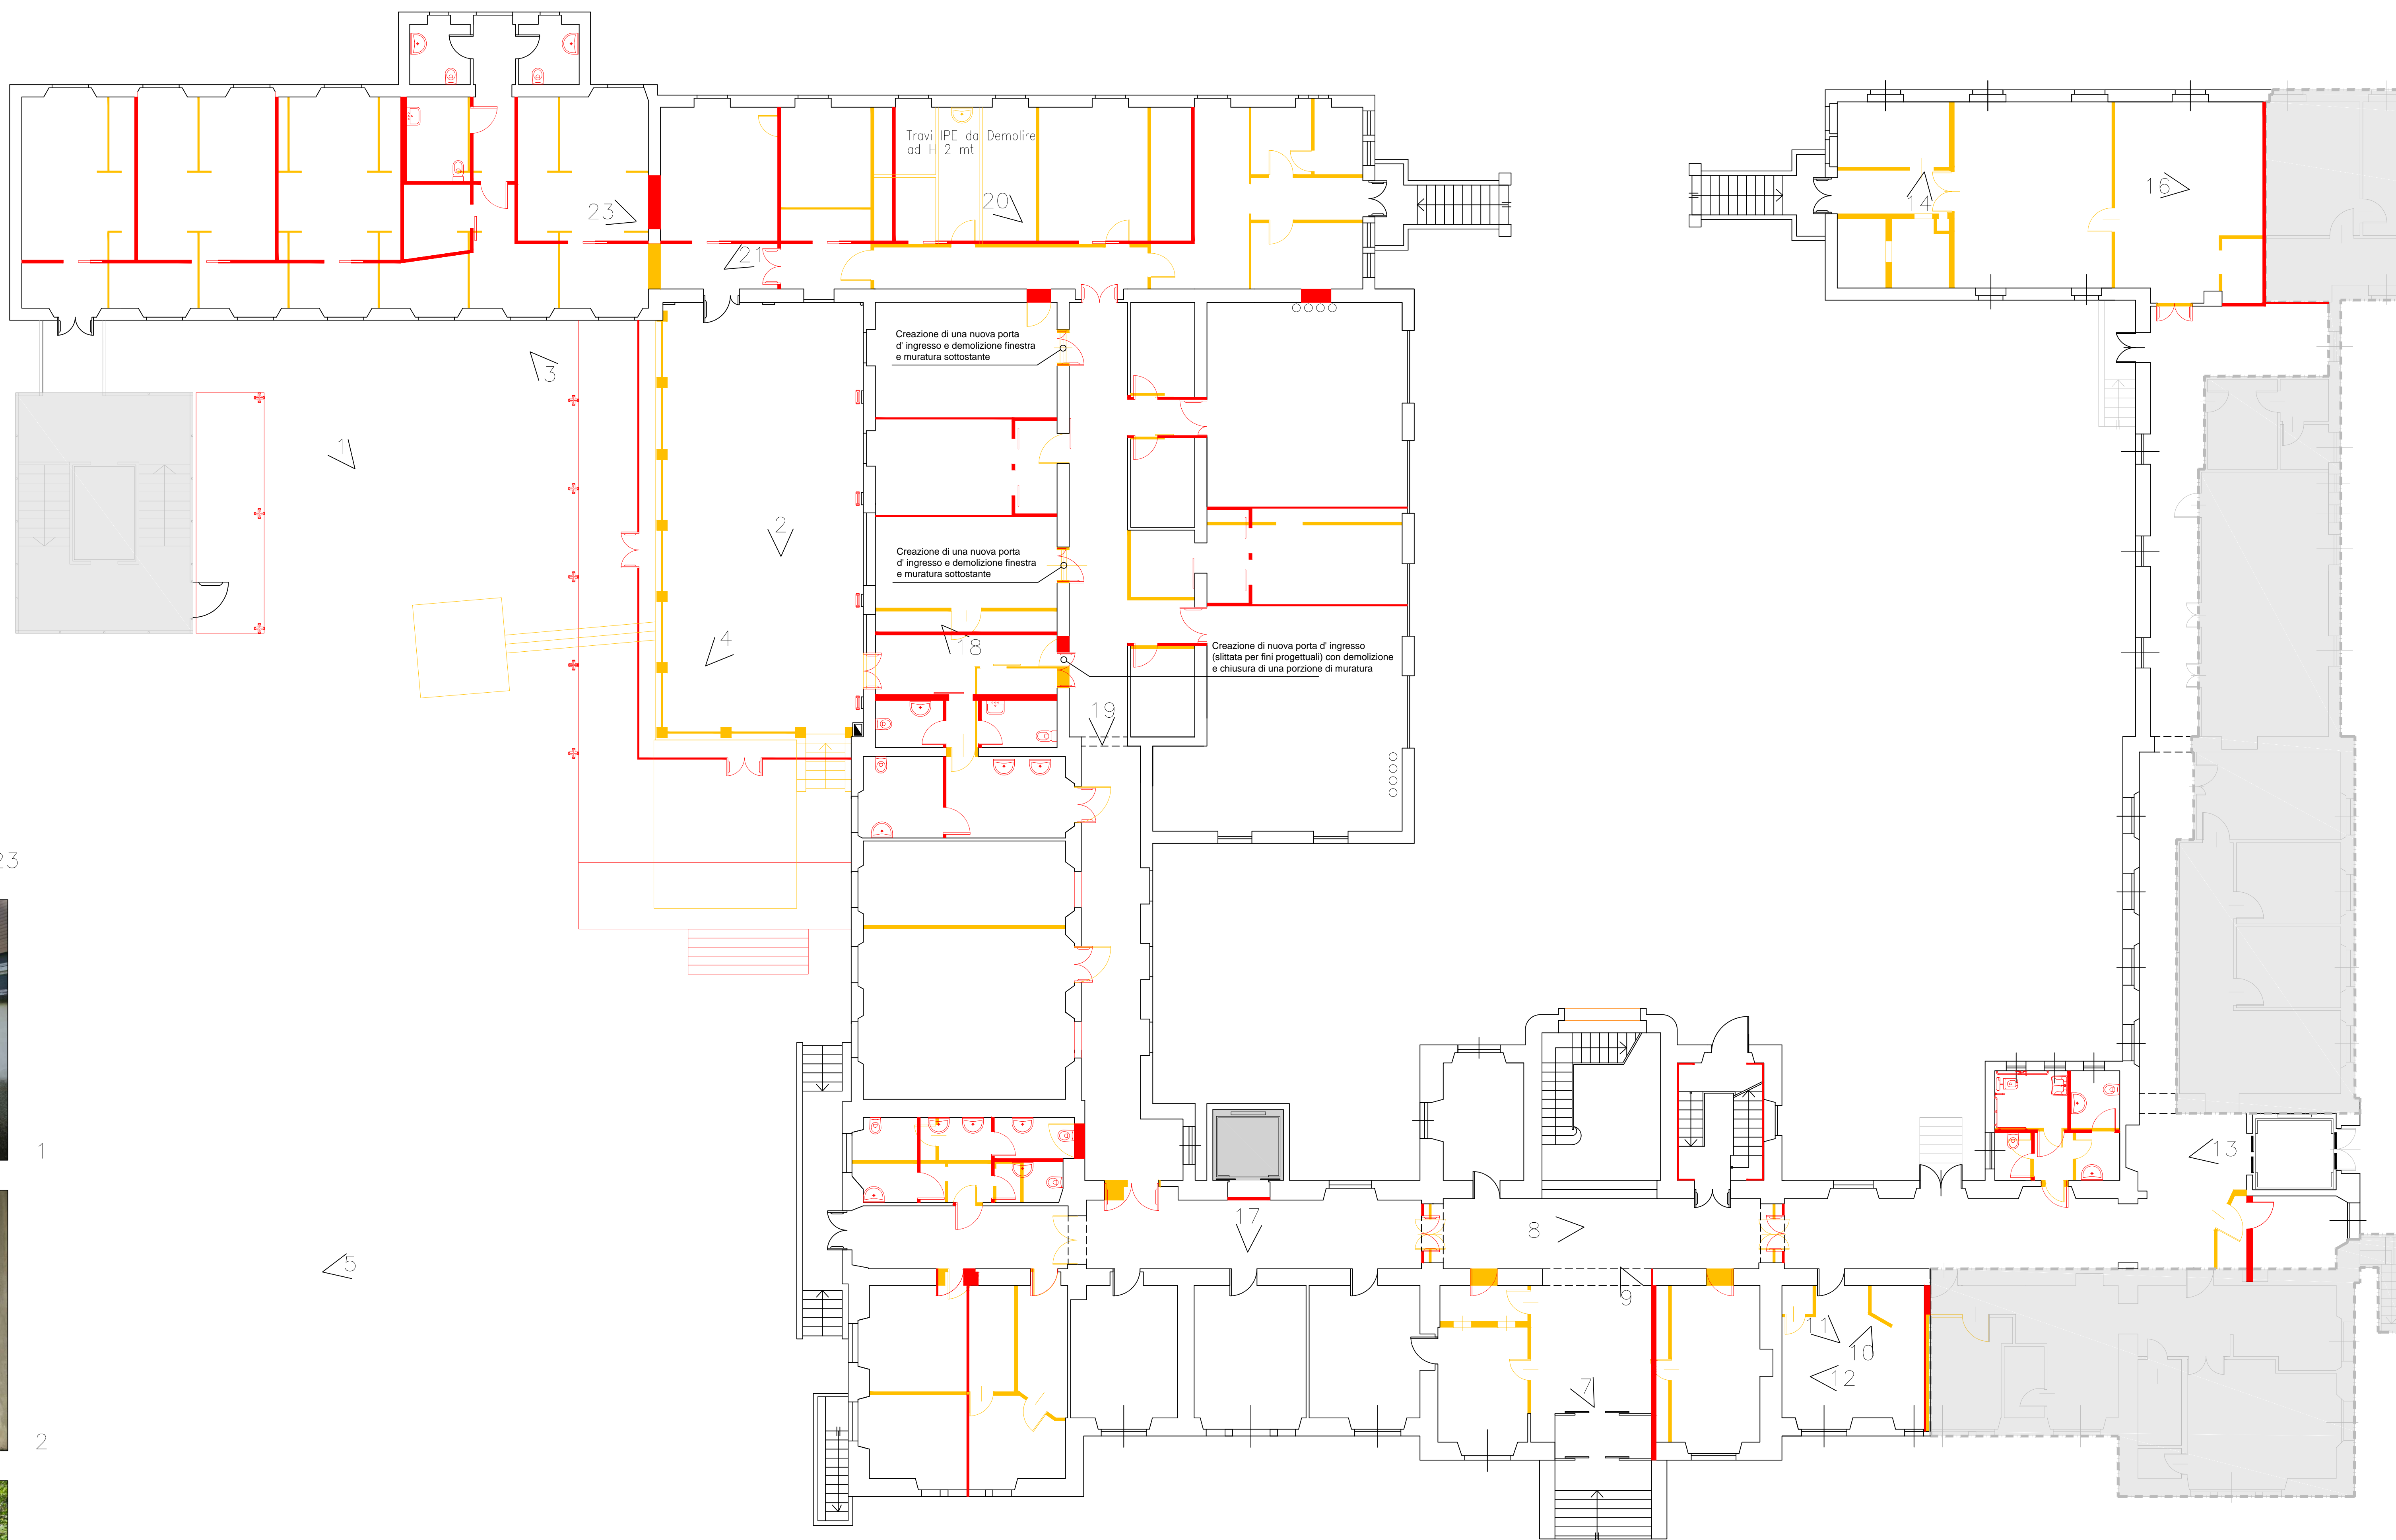 Travi IPE da Demolire
ad H 2 mt
23
20
14
16
21
Creazione di una nuova porta
d' ingresso e demolizione finestra
e muratura sottostante
3
1
2
Creazione di una nuova porta
d' ingresso e demolizione finestra
e muratura sottostante
4
18
Creazione di nuova porta d' ingresso
(slittata per fini progettuali) con demolizione
e chiusura di una porzione di muratura
19
23
1
13
17
8
5
9
11
10
12
7
2